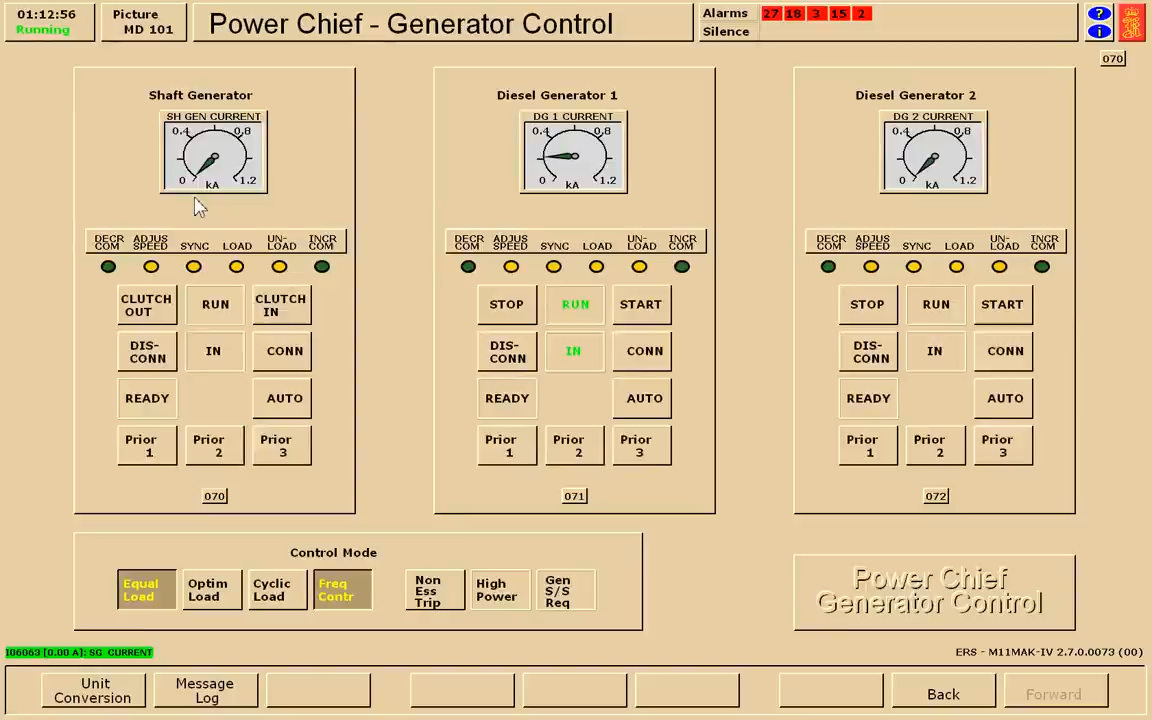 01:12:56
Running
Picture
MD 101
Power Chief - Generator Control
Alarms 27 18 3 15 2
Silence
?
i
070
Shaft Generator
SH GEN CURRENT
0.4 0.8
0 1.2
kA
DECR COM ADJUS SPEED SYNC LOAD UN-LOAD INCR COM
CLUTCH OUT RUN CLUTCH IN
DIS-CONN IN CONN
READY AUTO
Prior 1 Prior 2 Prior 3
070
Diesel Generator 1
DG 1 CURRENT
0.4 0.8
0 1.2
kA
DECR COM ADJUS SPEED SYNC LOAD UN-LOAD INCR COM
STOP RUN START
DIS-CONN IN CONN
READY AUTO
Prior 1 Prior 2 Prior 3
071
Diesel Generator 2
DG 2 CURRENT
0.4 0.8
0 1.2
kA
DECR COM ADJUS SPEED SYNC LOAD UN-LOAD INCR COM
STOP RUN START
DIS-CONN IN CONN
READY AUTO
Prior 1 Prior 2 Prior 3
072
Control Mode
Equal Load Optim Load Cyclic Load Freq Contr Non Ess Trip High Power Gen S/S Req
Power Chief
Generator Control
I06063 [0.00 A]: SG CURRENT
ERS - M11MAK-IV 2.7.0.0073 (00)
Unit Conversion Message Log Back Forward